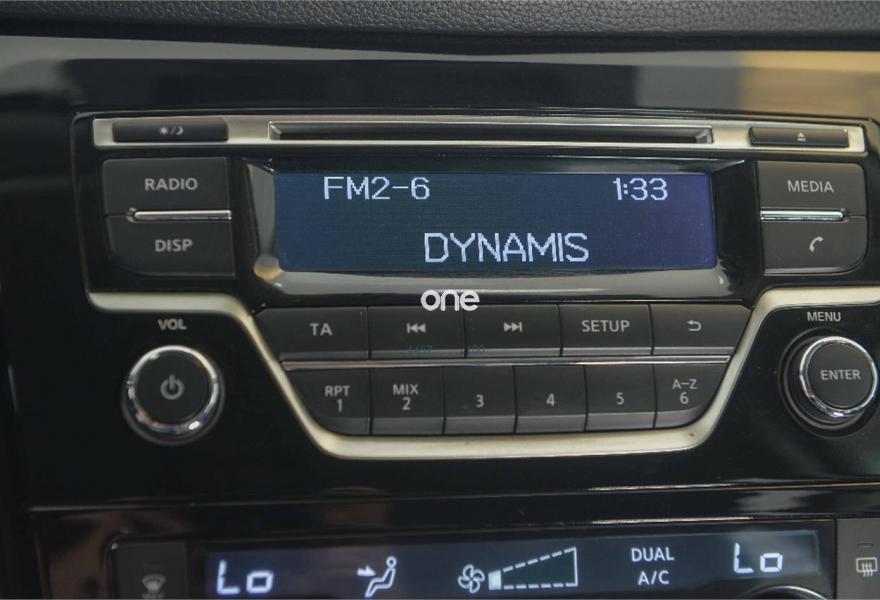 RADIO
FM2-6 1:33
MEDIA
DISP
DYNAMIS
one
VOL
TA
SETUP
MENU
ENTER
RPT
1
MIX
2
3
4
5
A-Z
6
Lo
DUAL
A/C
Lo